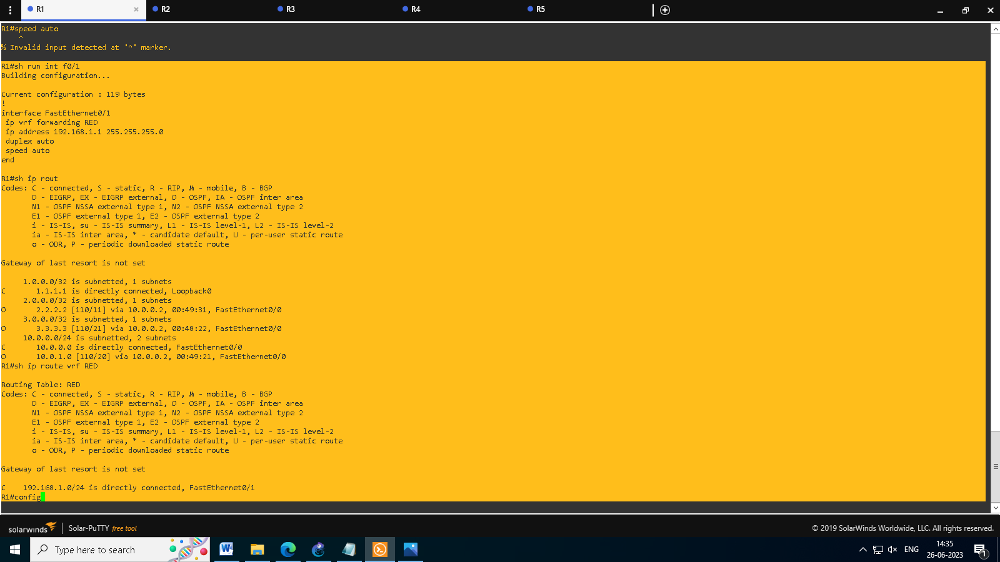 R1
R2
R3
R4
R5
R1#speed auto
^
% Invalid input detected at '^' marker.
R1#sh run int f0/1
Building configuration...
Current configuration : 119 bytes
!
interface FastEthernet0/1
ip vrf forwarding RED
ip address 192.168.1.1 255.255.255.0
duplex auto
speed auto
end
R1#sh ip rout
Codes: C - connected, S - static, R - RIP, M - mobile, B - BGP
D - EIGRP, EX - EIGRP external, O - OSPF, IA - OSPF inter area
N1 - OSPF NSSA external type 1, N2 - OSPF NSSA external type 2
E1 - OSPF external type 1, E2 - OSPF external type 2
i - IS-IS, su - IS-IS summary, L1 - IS-IS level-1, L2 - IS-IS level-2
ia - IS-IS inter area, * - candidate default, U - per-user static route
o - ODR, P - periodic downloaded static route
Gateway of last resort is not set
1.0.0.0/32 is subnetted, 1 subnets
C 1.1.1.1 is directly connected, Loopback0
2.0.0.0/32 is subnetted, 1 subnets
O 2.2.2.2 [110/11] via 10.0.0.2, 00:49:31, FastEthernet0/0
3.0.0.0/32 is subnetted, 1 subnets
O 3.3.3.3 [110/21] via 10.0.0.2, 00:48:22, FastEthernet0/0
10.0.0.0/24 is subnetted, 2 subnets
C 10.0.0.0 is directly connected, FastEthernet0/0
O 10.0.1.0 [110/20] via 10.0.0.2, 00:49:21, FastEthernet0/0
R1#sh ip route vrf RED
Routing Table: RED
Codes: C - connected, S - static, R - RIP, M - mobile, B - BGP
D - EIGRP, EX - EIGRP external, O - OSPF, IA - OSPF inter area
N1 - OSPF NSSA external type 1, N2 - OSPF NSSA external type 2
E1 - OSPF external type 1, E2 - OSPF external type 2
i - IS-IS, su - IS-IS summary, L1 - IS-IS level-1, L2 - IS-IS level-2
ia - IS-IS inter area, * - candidate default, U - per-user static route
o - ODR, P - periodic downloaded static route
Gateway of last resort is not set
C 192.168.1.0/24 is directly connected, FastEthernet0/1
R1#config
solarwinds Solar-PuTTY free tool
© 2019 SolarWinds Worldwide, LLC. All rights reserved.
Type here to search
ENG
14:35
26-06-2023
1